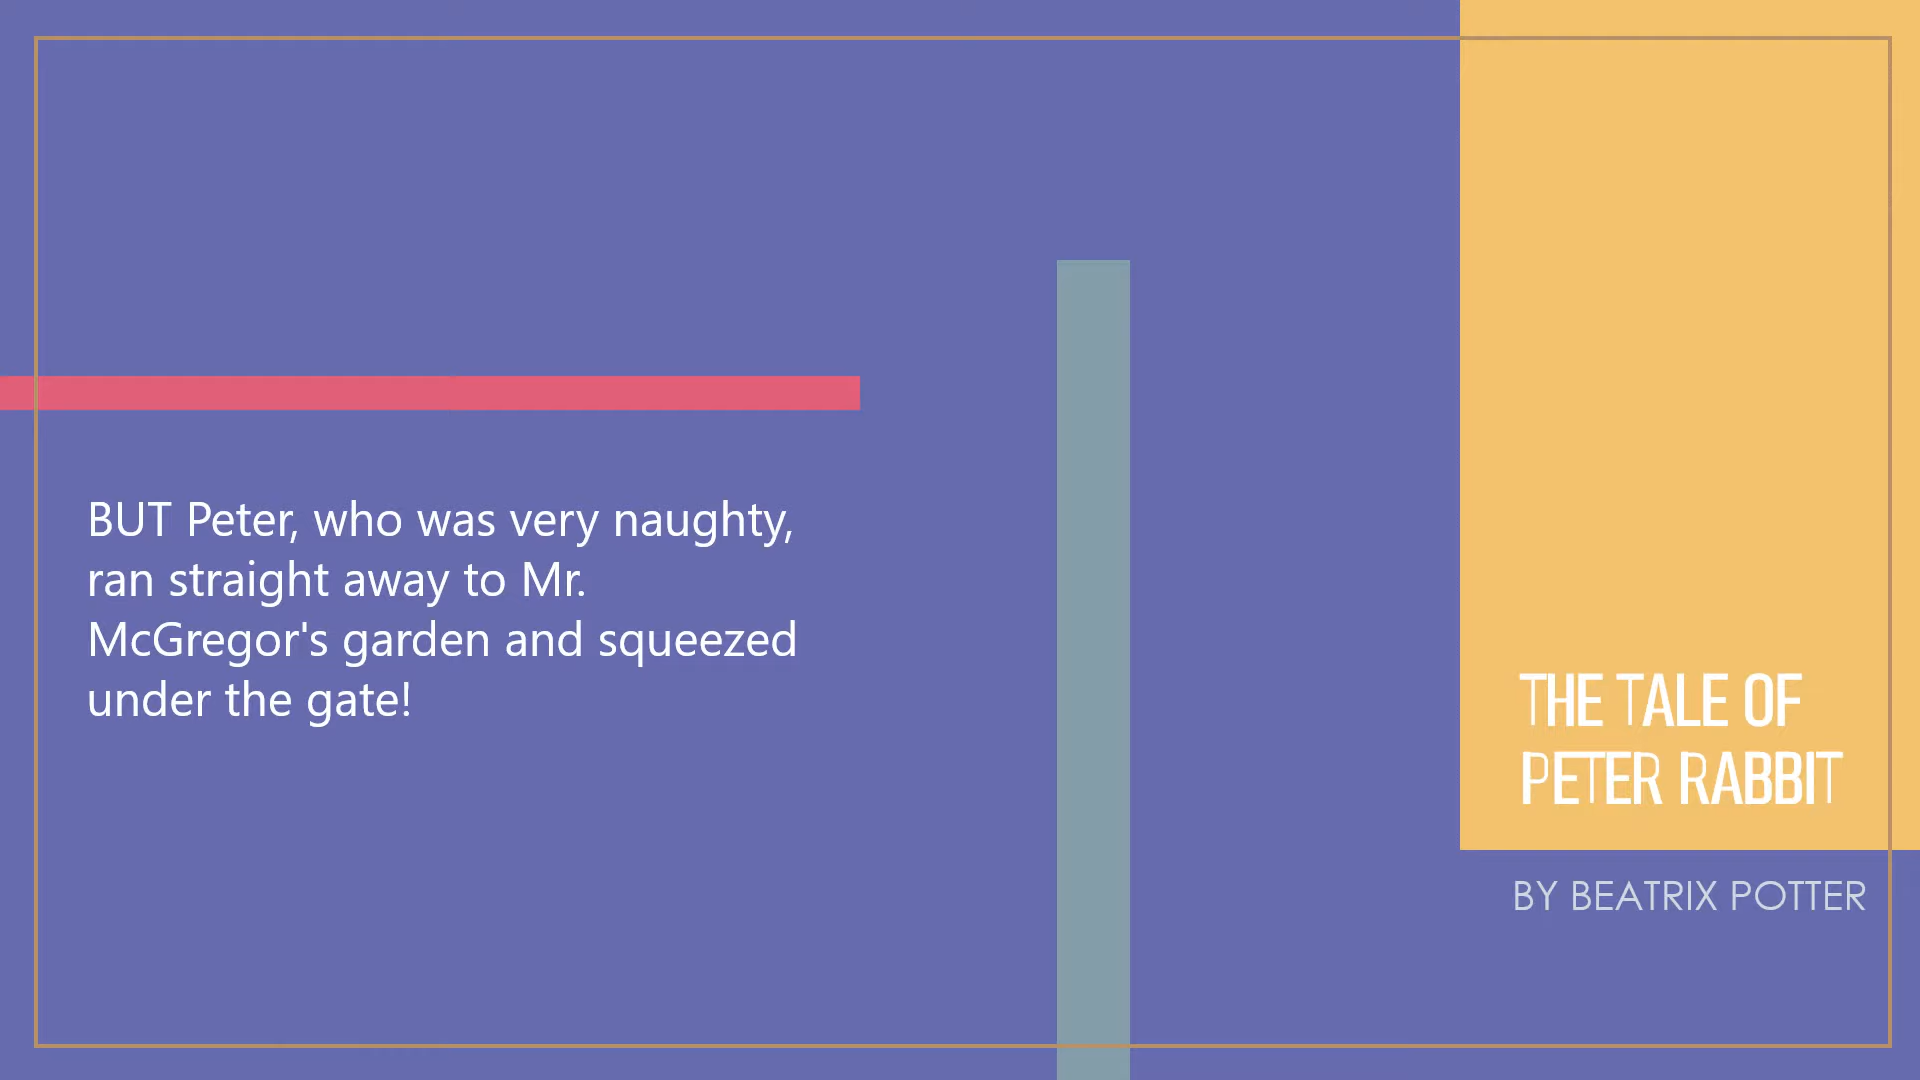 BUT Peter, who was very naughty,
ran straight away to Mr.
McGregor's garden and squeezed
under the gate!
THE TALE OF
PETER RABBIT
BY BEATRIX POTTER